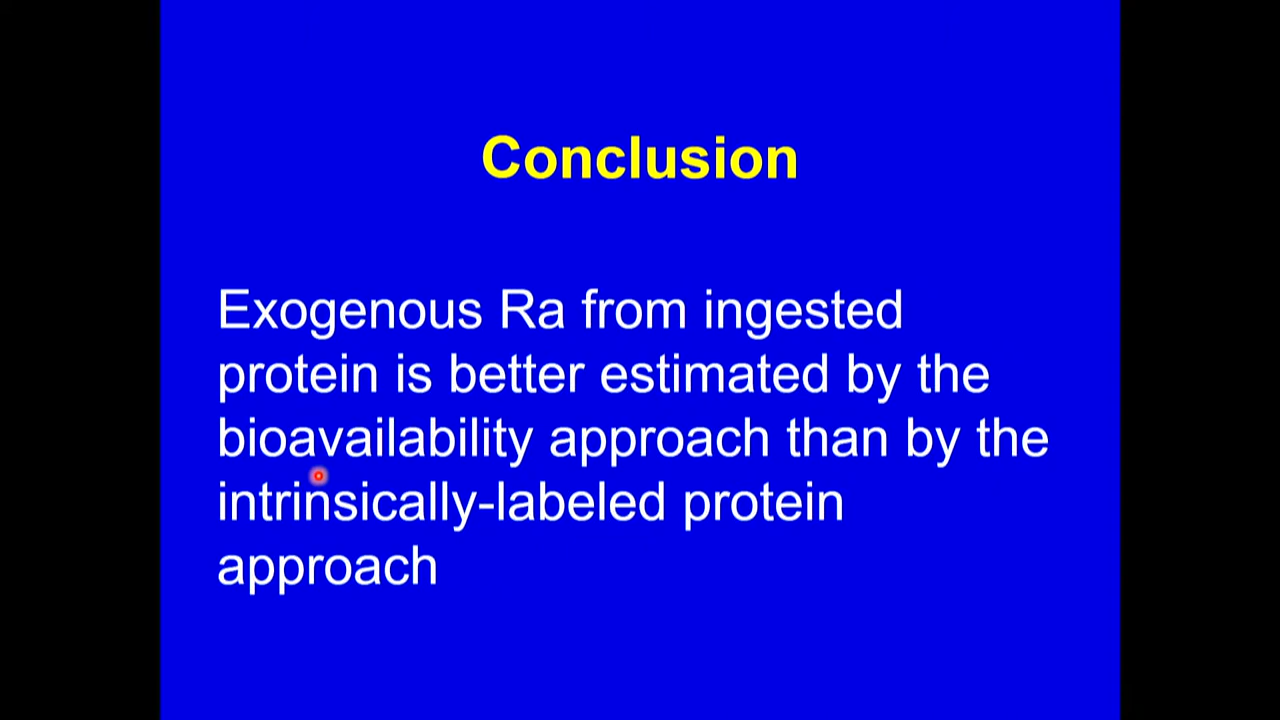 Conclusion
Exogenous Ra from ingested
protein is better estimated by the
bioavailability approach than by the
intrinsically-labeled protein
approach